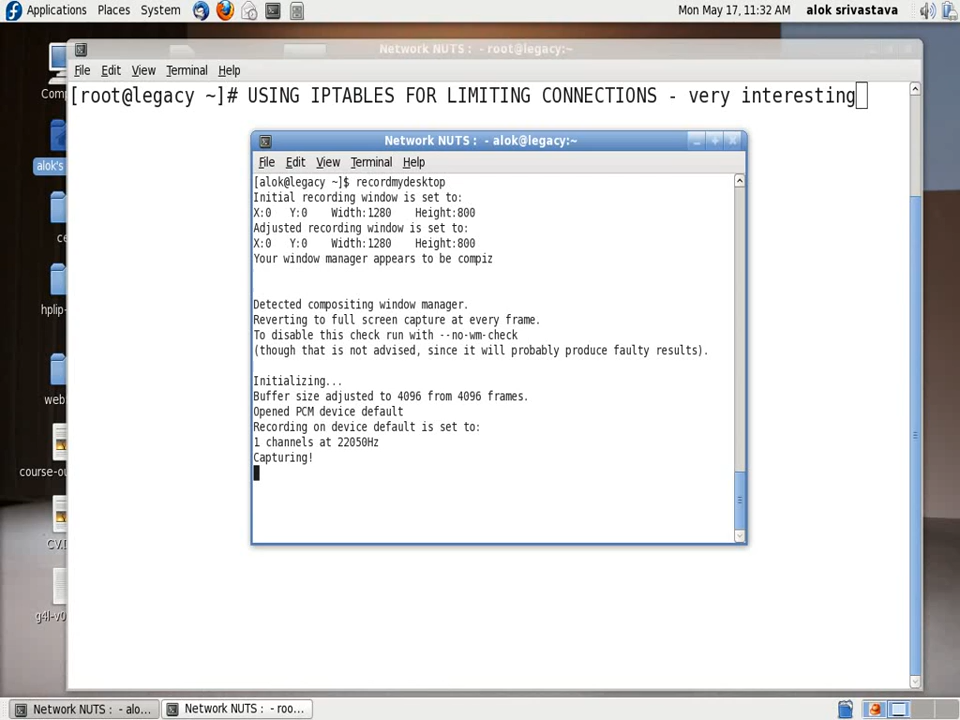 Applications Places System Mon May 17, 11:32 AM alok srivastava
Network NUTS : - root@legacy:~
File Edit View Terminal Help
[root@legacy ~]# USING IPTABLES FOR LIMITING CONNECTIONS - very interesting
Network NUTS : - alok@legacy:~
File Edit View Terminal Help
[alok@legacy ~]$ recordmydesktop
Initial recording window is set to:
X:0 Y:0 Width:1280 Height:800
Adjusted recording window is set to:
X:0 Y:0 Width:1280 Height:800
Your window manager appears to be compiz
Detected compositing window manager.
Reverting to full screen capture at every frame.
To disable this check run with --no-wm-check
(though that is not advised, since it will probably produce faulty results).
Initializing...
Buffer size adjusted to 4096 from 4096 frames.
Opened PCM device default
Recording on device default is set to:
1 channels at 22050Hz
Capturing!
Comp
alok's
ce
hplip-
web
course-ou
CV.
g4l-v0
Network NUTS : - alo...
Network NUTS : - roo...